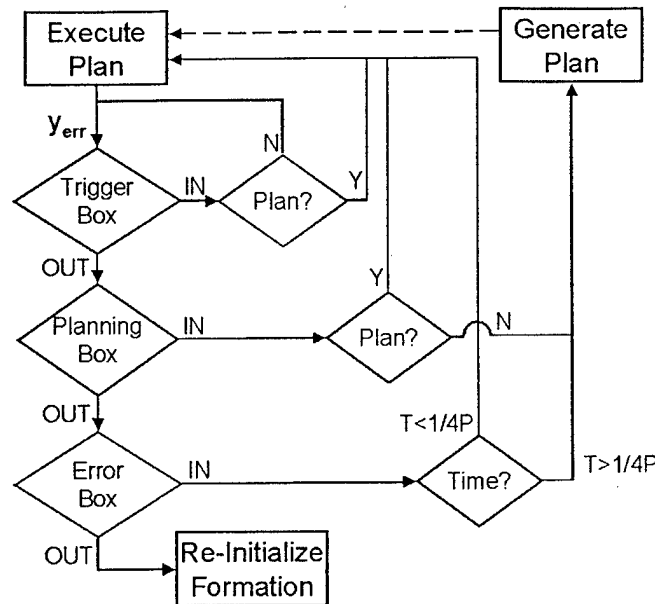 Execute
Plan
Generate
Plan
y_err
N
Trigger
Box
IN
Plan?
Y
OUT
Y
Planning
Box
IN
Plan?
N
OUT
T<1/4P
Error
Box
IN
Time?
T>1/4P
OUT
Re-Initialize
Formation